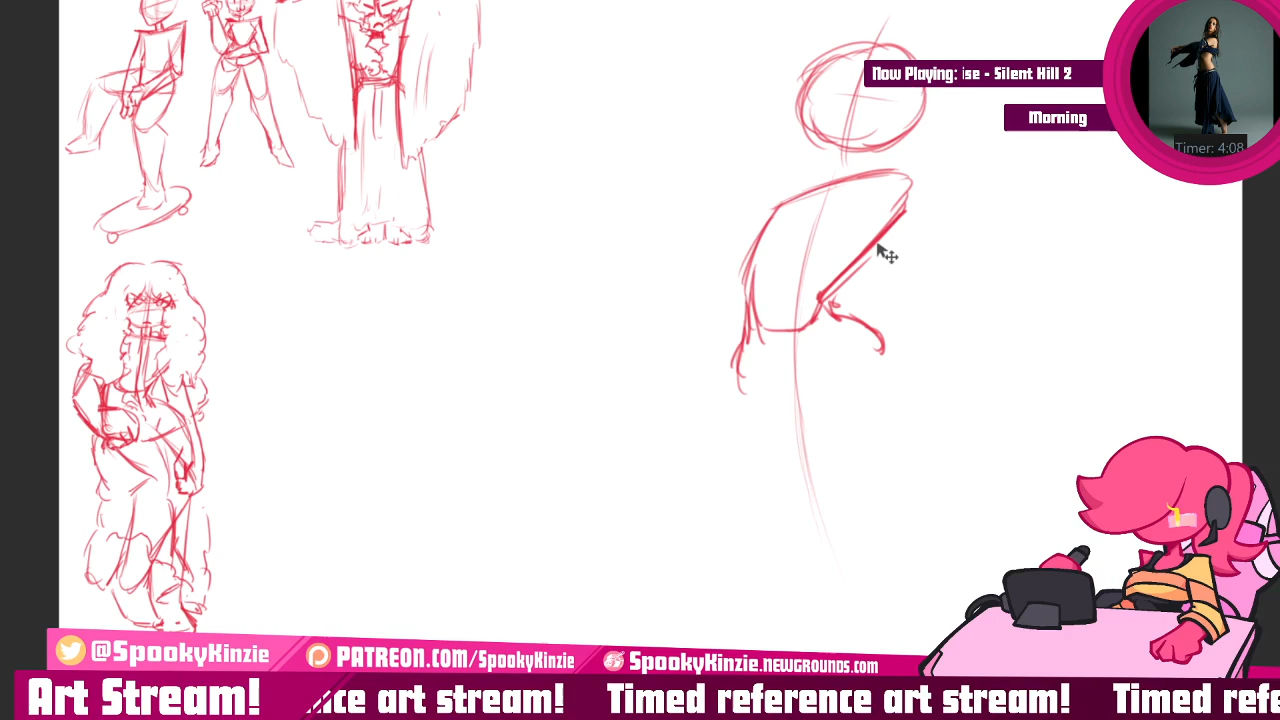 Now Playing: ise - Silent Hill 2
Morning
Timer: 4:08
@SpookyKinzie
PATREON.COM/SpookyKinzie
SpookyKinzie.NEWGROUNDS.COM
Art Stream!
ice art stream! Timed reference art stream! Timed refe